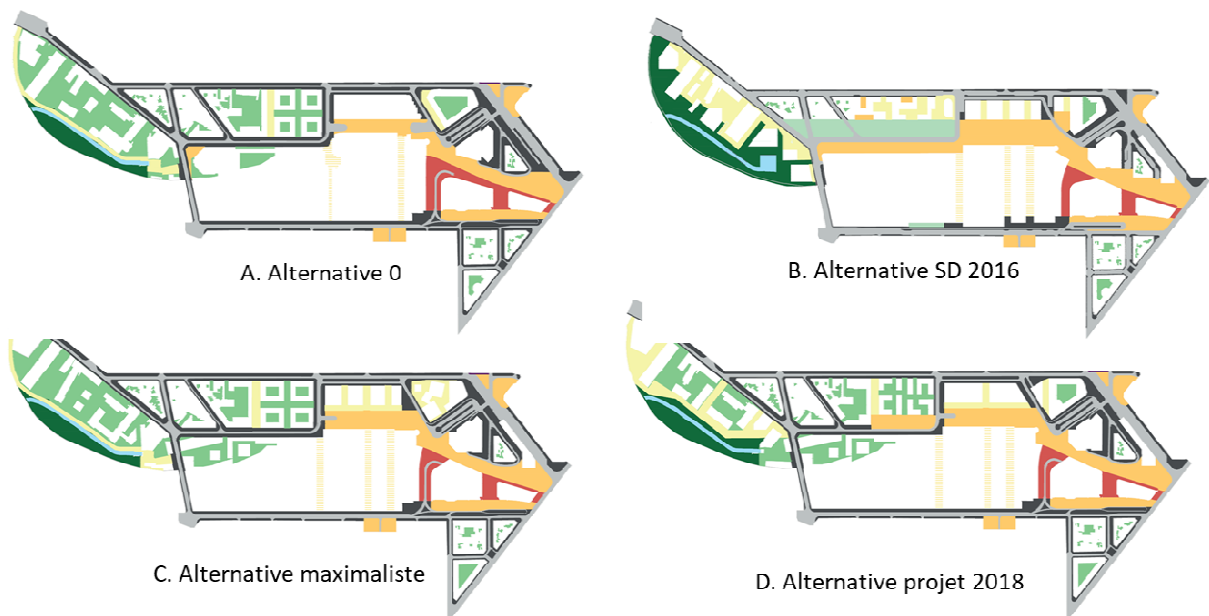 A. Alternative 0
B. Alternative SD 2016
C. Alternative maximaliste
D. Alternative projet 2018